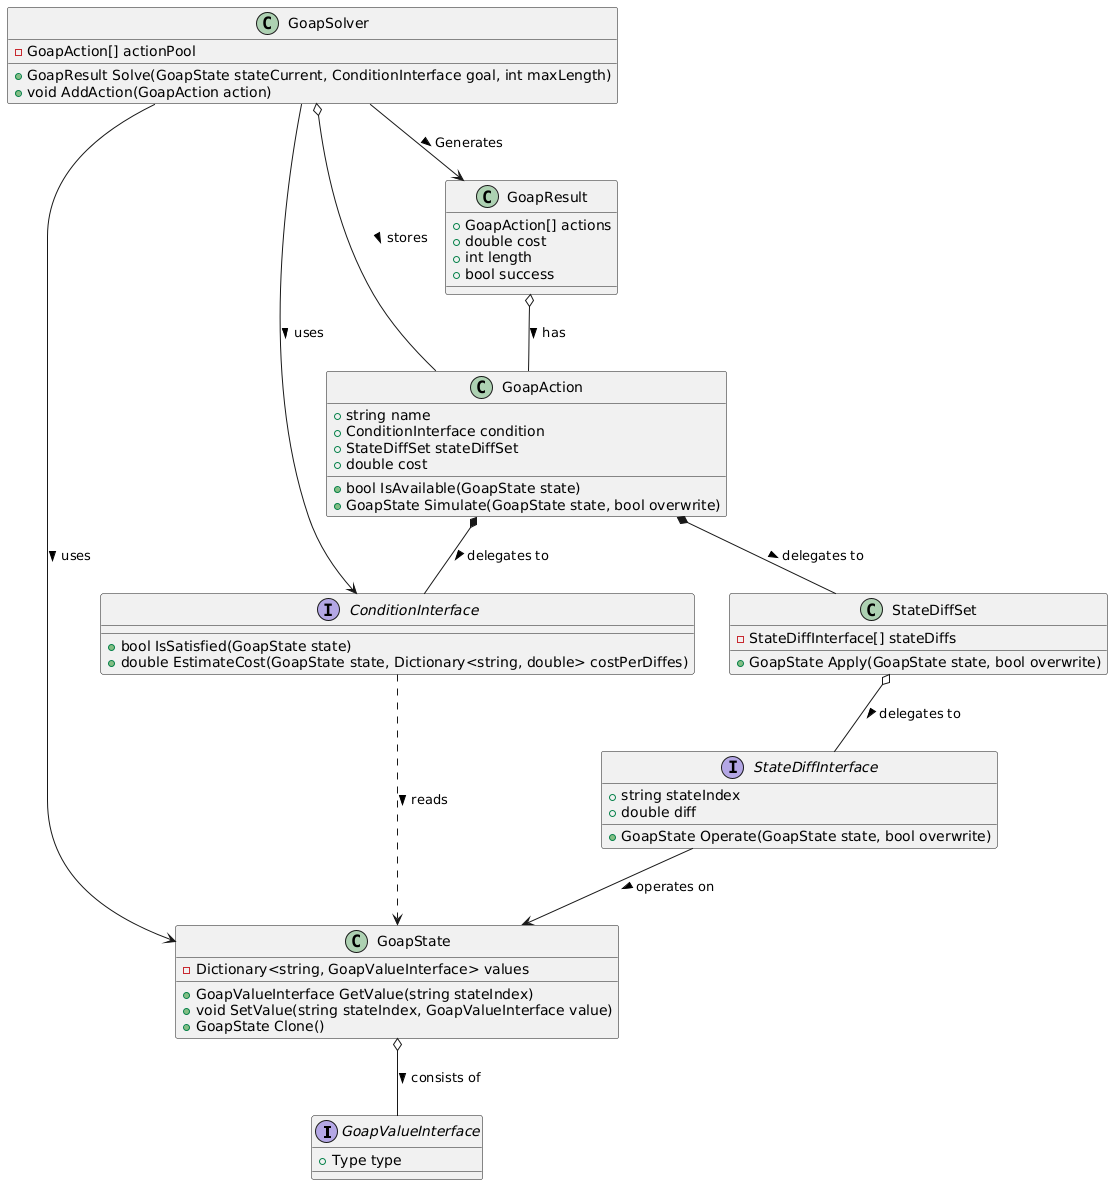 C GoapSolver
GoapAction[] actionPool
GoapResult Solve(GoapState stateCurrent, ConditionInterface goal, int maxLength)
void AddAction(GoapAction action)
Generates
C GoapResult
GoapAction[] actions
double cost
int length
bool success
stores
uses
has
C GoapAction
string name
ConditionInterface condition
StateDiffSet stateDiffSet
double cost
bool IsAvailable(GoapState state)
GoapState Simulate(GoapState state, bool overwrite)
uses
delegates to
delegates to
I ConditionInterface
bool IsSatisfied(GoapState state)
double EstimateCost(GoapState state, Dictionary<string, double> costPerDiffes)
C StateDiffSet
StateDiffInterface[] stateDiffs
GoapState Apply(GoapState state, bool overwrite)
delegates to
I StateDiffInterface
string stateIndex
double diff
GoapState Operate(GoapState state, bool overwrite)
reads
operates on
C GoapState
Dictionary<string, GoapValueInterface> values
GoapValueInterface GetValue(string stateIndex)
void SetValue(string stateIndex, GoapValueInterface value)
GoapState Clone()
consists of
I GoapValueInterface
Type type